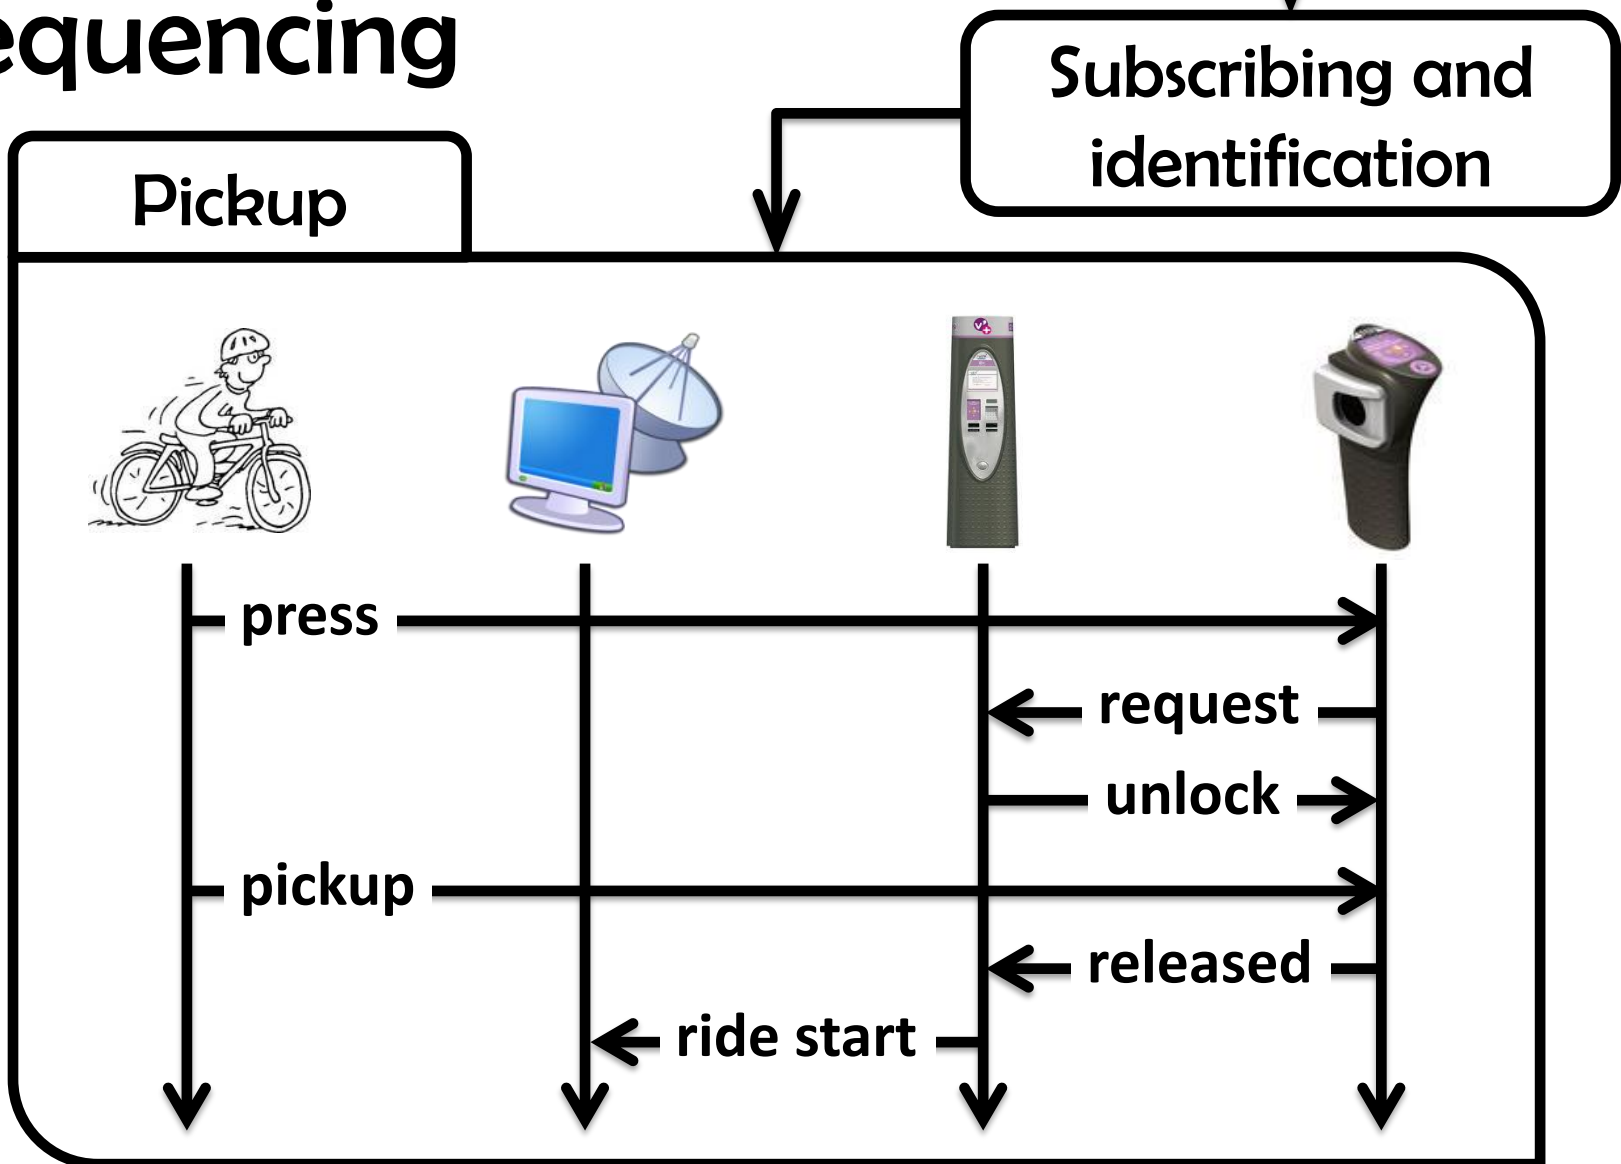 equencing
Subscribing and
identification
Pickup
press
request
unlock
pickup
released
ride start